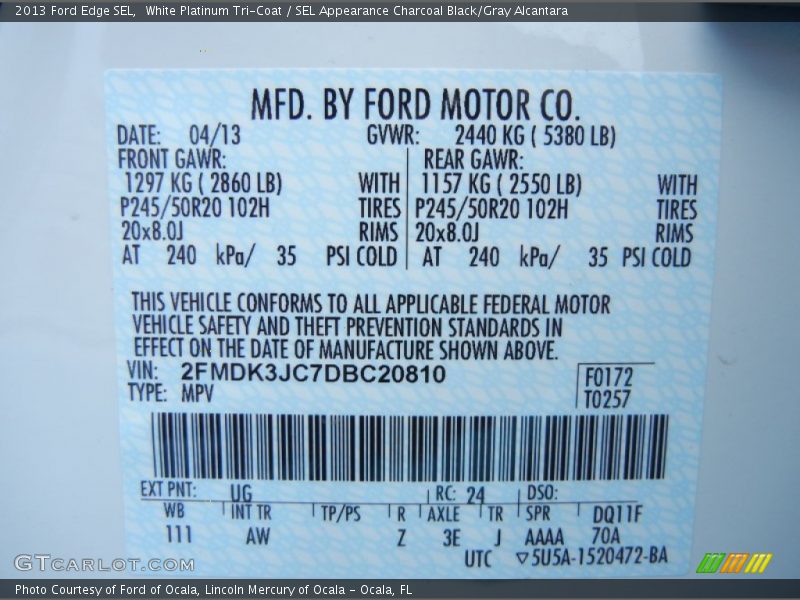 2013 Ford Edge SEL,  White Platinum Tri-Coat / SEL Appearance Charcoal Black/Gray Alcantara
MFD. BY FORD MOTOR CO.
DATE: 04/13 GVWR: 2440 KG ( 5380 LB)
FRONT GAWR: REAR GAWR:
1297 KG ( 2860 LB) WITH 1157 KG ( 2550 LB) WITH
P245/50R20 102H TIRES P245/50R20 102H TIRES
20x8.0J RIMS 20x8.0J RIMS
AT 240 kPa/ 35 PSI COLD AT 240 kPa/ 35 PSI COLD
THIS VEHICLE CONFORMS TO ALL APPLICABLE FEDERAL MOTOR
VEHICLE SAFETY AND THEFT PREVENTION STANDARDS IN
EFFECT ON THE DATE OF MANUFACTURE SHOWN ABOVE.
VIN: 2FMDK3JC7DBC20810 F0172
TYPE: MPV T0257
EXT PNT: UG RC: 24 DSO:
WB INT TR TP/PS R AXLE TR SPR DQ11F
111 AW Z 3E J AAAA 70A
UTC ▽5U5A-1520472-BA
GTCARLOT.COM
Photo Courtesy of Ford of Ocala, Lincoln Mercury of Ocala - Ocala, FL